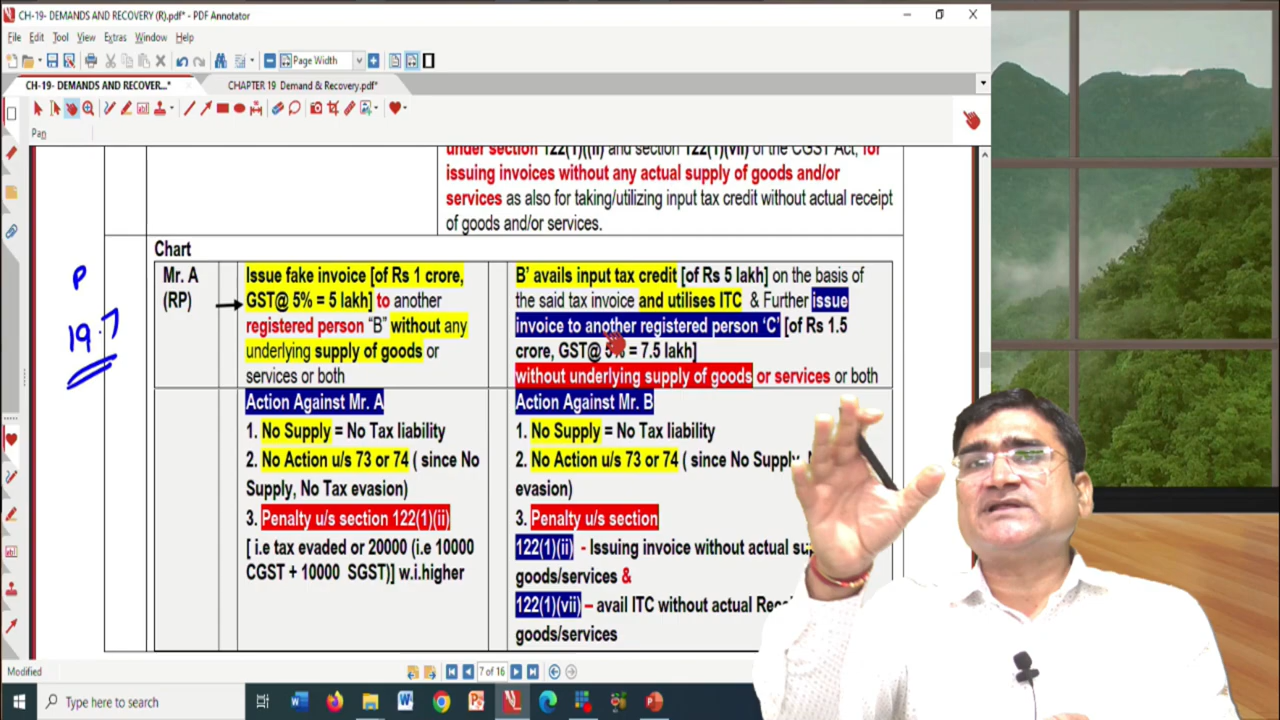 CH-19- DEMANDS AND RECOVERY (R).pdf* - PDF Annotator
File Edit Tool View Extras Window Help
Page Width
CH-19- DEMANDS AND RECOVER...* CHAPTER 19 Demand & Recovery.pdf*
Pan
under section 122(1)((ii) and section 122(1)(vii) of the CGST Act, for
issuing invoices without any actual supply of goods and/or
services as also for taking/utilizing input tax credit without actual receipt
of goods and/or services.
Chart
P
19.7
Mr. A
(RP)
Issue fake invoice [of Rs 1 crore,
GST@ 5% = 5 lakh] to another
registered person “B” without any
underlying supply of goods or
services or both
B’ avails input tax credit [of Rs 5 lakh] on the basis of
the said tax invoice and utilises ITC & Further issue
invoice to another registered person ‘C’ [of Rs 1.5
crore, GST@ 5% = 7.5 lakh]
without underlying supply of goods or services or both
Action Against Mr. A
1. No Supply = No Tax liability
2. No Action u/s 73 or 74 ( since No
Supply, No Tax evasion)
3. Penalty u/s section 122(1)(ii)
[ i.e tax evaded or 20000 (i.e 10000
CGST + 10000 SGST)] w.i.higher
Action Against Mr. B
1. No Supply = No Tax liability
2. No Action u/s 73 or 74 ( since No Supply,
evasion)
3. Penalty u/s section
122(1)(ii) - Issuing invoice without actual
goods/services &
122(1)(vii) – avail ITC without actual
goods/services
Modified
7 of 16
Type here to search